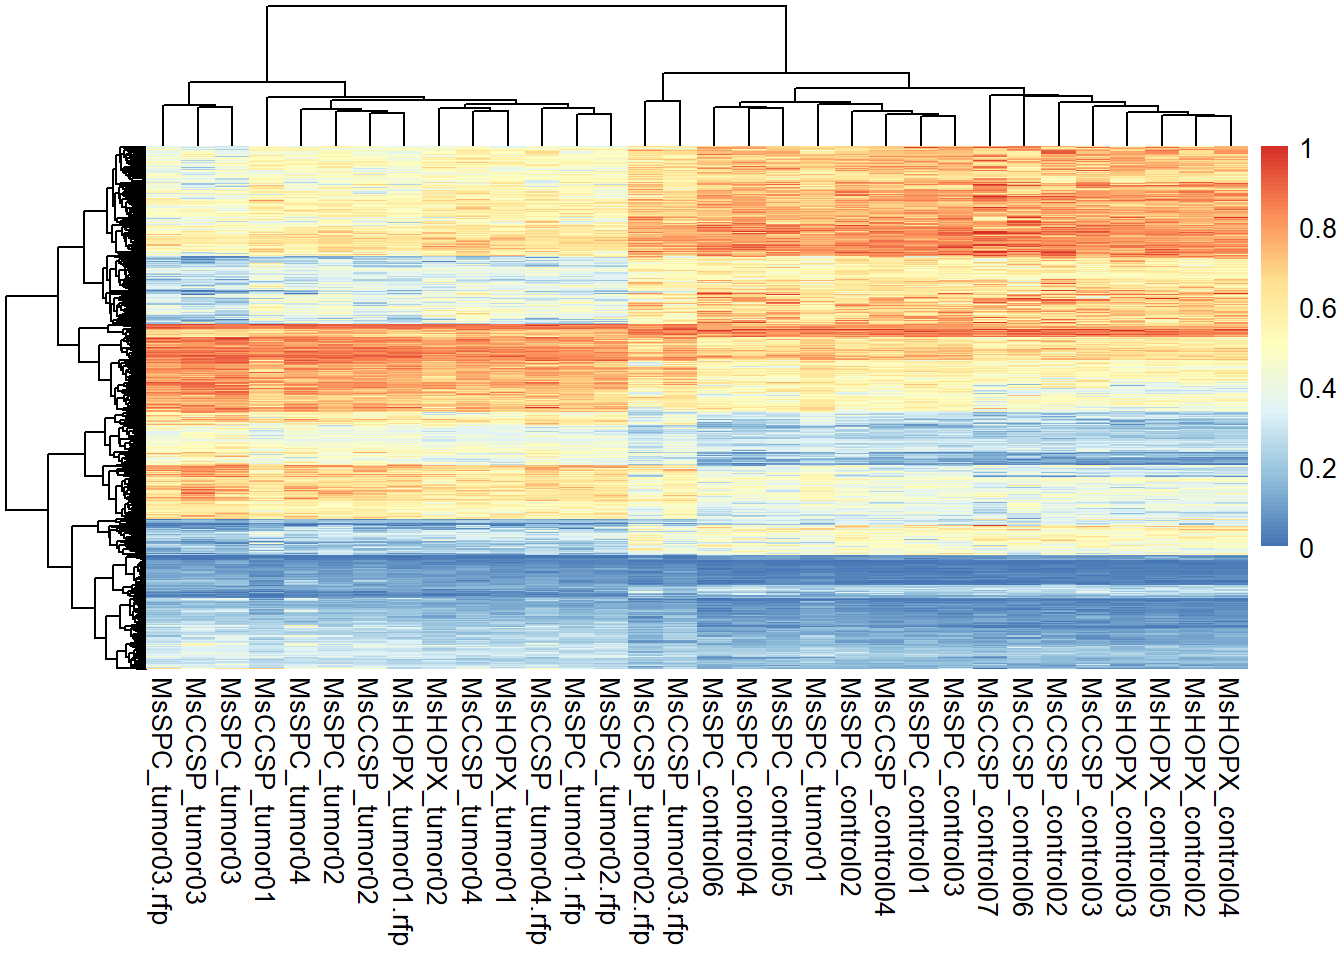 1
0.8
0.6
0.4
0.2
0
MsSPC_tumor03.rfp
MsCCSP_tumor03
MsSPC_tumor03
MsCCSP_tumor01
MsSPC_tumor04
MsSPC_tumor02
MsCCSP_tumor02
MsHOPX_tumor01.rfp
MsHOPX_tumor02
MsCCSP_tumor04
MsHOPX_tumor01
MsCCSP_tumor04.rfp
MsSPC_tumor01.rfp
MsSPC_tumor02.rfp
MsCCSP_tumor02.rfp
MsCCSP_tumor03.rfp
MsSPC_control06
MsSPC_control04
MsSPC_control05
MsSPC_tumor01
MsSPC_control02
MsCCSP_control04
MsSPC_control01
MsSPC_control03
MsCCSP_control07
MsCCSP_control06
MsCCSP_control02
MsCCSP_control03
MsHOPX_control03
MsHOPX_control05
MsHOPX_control02
MsHOPX_control04